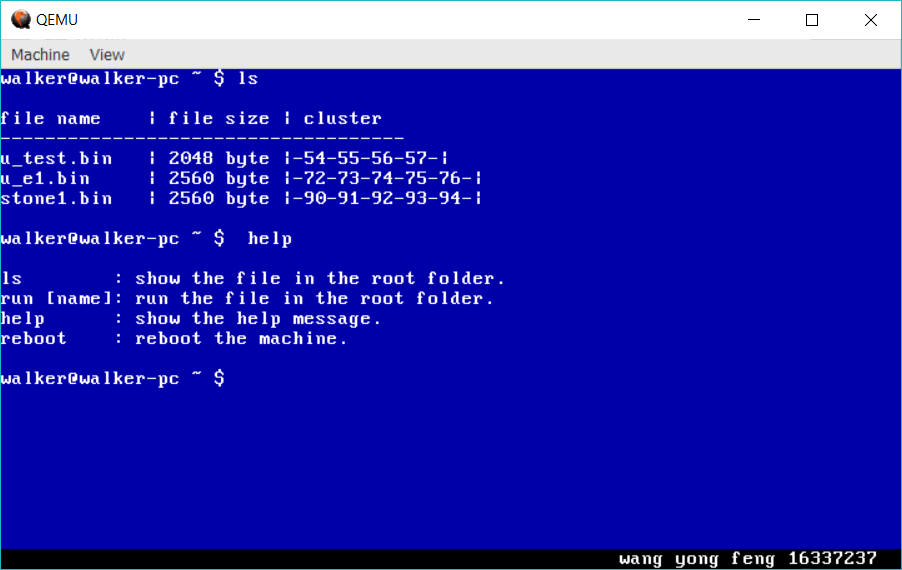 QEMU
Machine View
walker@walker-pc ~ $ ls
file name    | file size | cluster
------------------------------------
u_test.bin   | 2048 byte |-54-55-56-57-|
u_e1.bin     | 2560 byte |-72-73-74-75-76-|
stone1.bin   | 2560 byte |-90-91-92-93-94-|
walker@walker-pc ~ $  help
ls        : show the file in the root folder.
run [name]: run the file in the root folder.
help      : show the help message.
reboot    : reboot the machine.
walker@walker-pc ~ $
wang yong feng 16337237